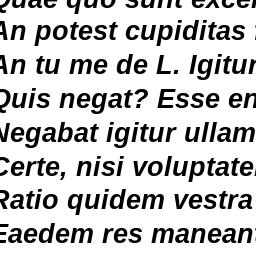 Quae quo sunt excel
An potest cupiditas
An tu me de L. Igitur
Quis negat? Esse en
Negabat igitur ullam
Certe, nisi voluptate
Ratio quidem vestra
Eaedem res maneant